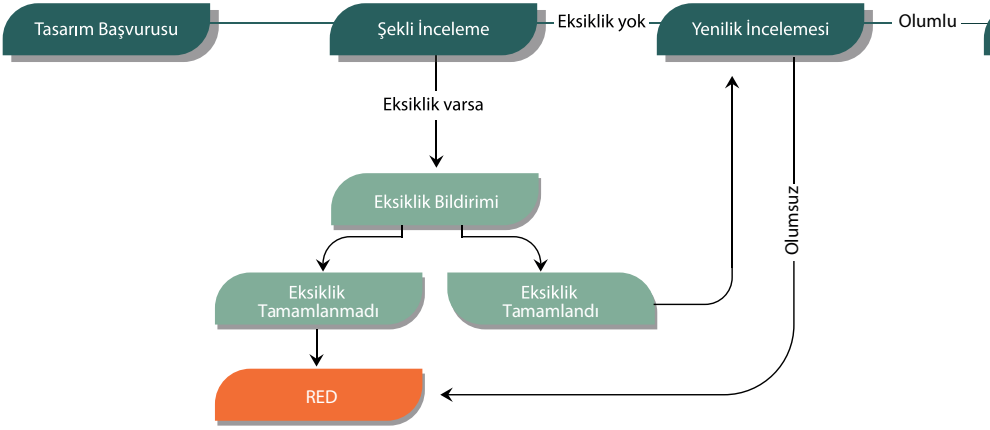 Tasarım Başvurusu
Şekli İnceleme
Eksiklik yok
Yenilik İncelemesi
Olumlu
Eksiklik varsa
Eksiklik Bildirimi
Olumsuz
Eksiklik
Tamamlanmadı
Eksiklik
Tamamlandı
RED